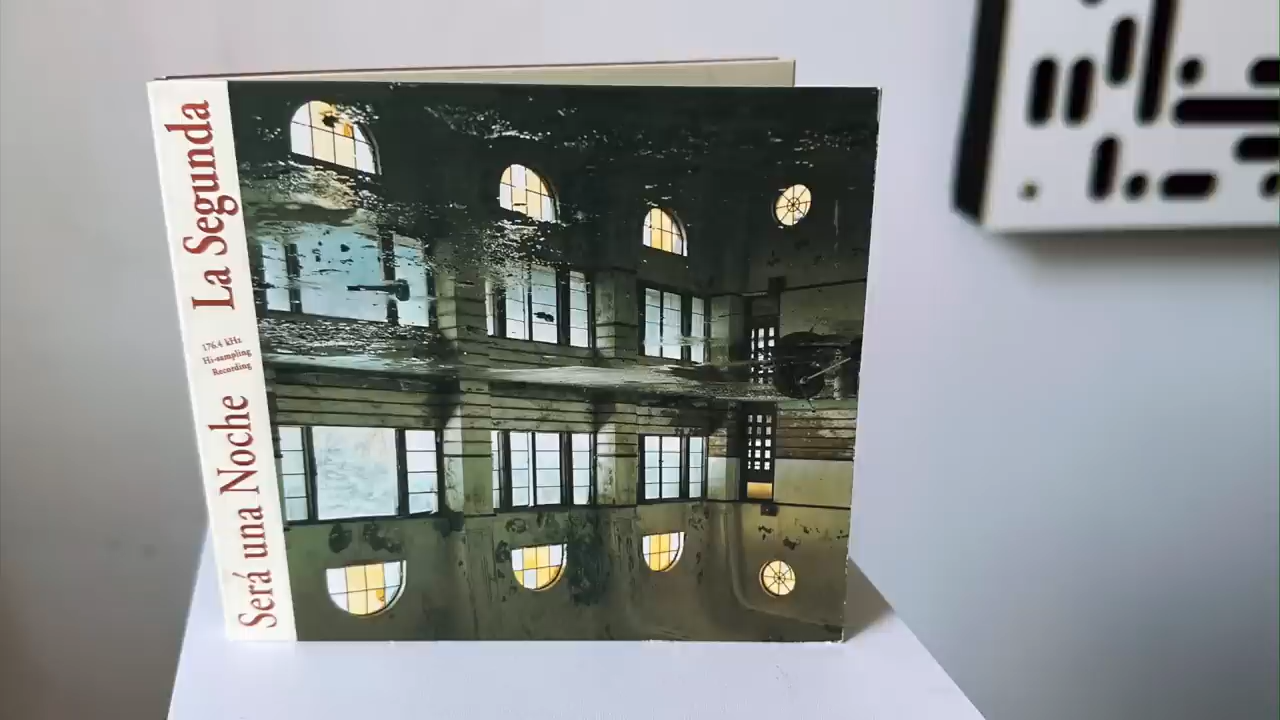 Será una Noche
176.4 kHz
Hi-sampling
Recording
La Segunda